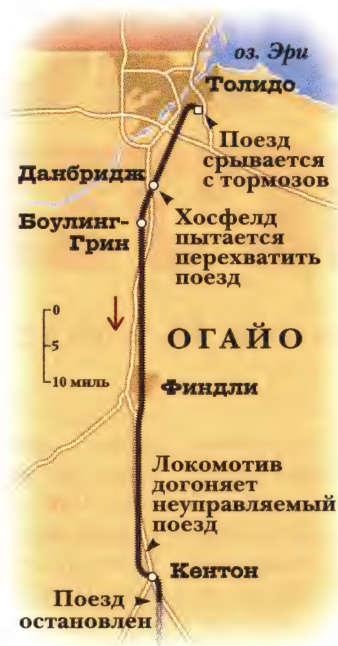 оз. Эри
Толидо
Поезд
срывается
с тормозов
Данбридж
Боулинг-
Грин
Хосфелд
пытается
перехватить
поезд
0
5
10 миль
ОГАЙО
Финдли
Локомотив
догоняет
неуправляемый
поезд
Кентон
Поезд
остановлен